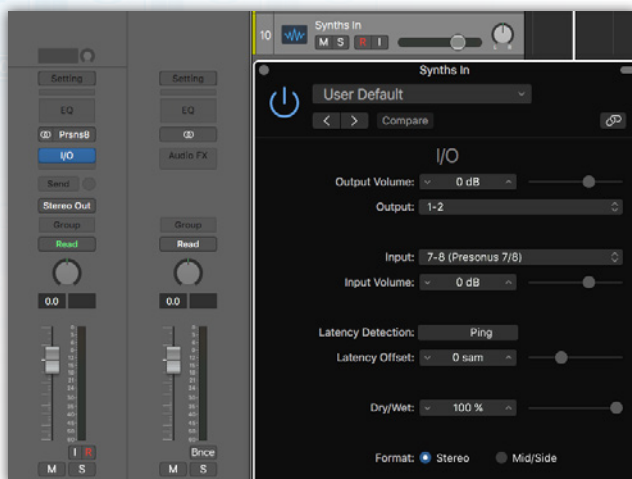 10 Synths In
M S R I
L R
Synths In
User Default
Compare
I/O
Output Volume: 0 dB
Output: 1-2
Input: 7-8 (Presonus 7/8)
Input Volume: 0 dB
Latency Detection: Ping
Latency Offset: 0 sam
Dry/Wet: 100 %
Format: Stereo Mid/Side
Setting
EQ
Prsns8
I/O
Send
Stereo Out
Group
Read
0.0
I R
M S
Setting
EQ
Audio FX
Group
Read
0.0
Bnce
M S